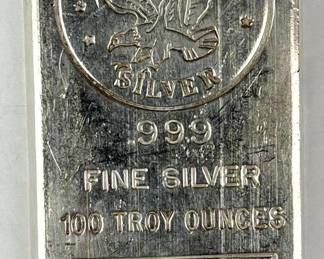 SILVER
.999
FINE SILVER
100 TROY OUNCES